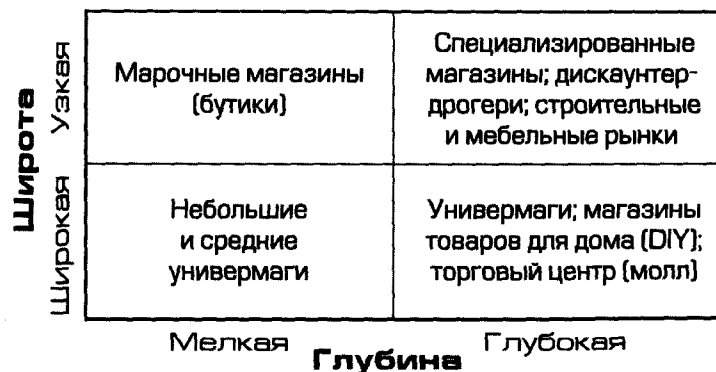 Широта
Узкая
Широкая
Марочные магазины
(бутики)
Специализированные
магазины; дискаунтер-
дрогери; строительные
и мебельные рынки
Небольшие
и средние
универмаги
Универмаги; магазины
товаров для дома (DIY);
торговый центр (молл)
Мелкая
Глубокая
Глубина